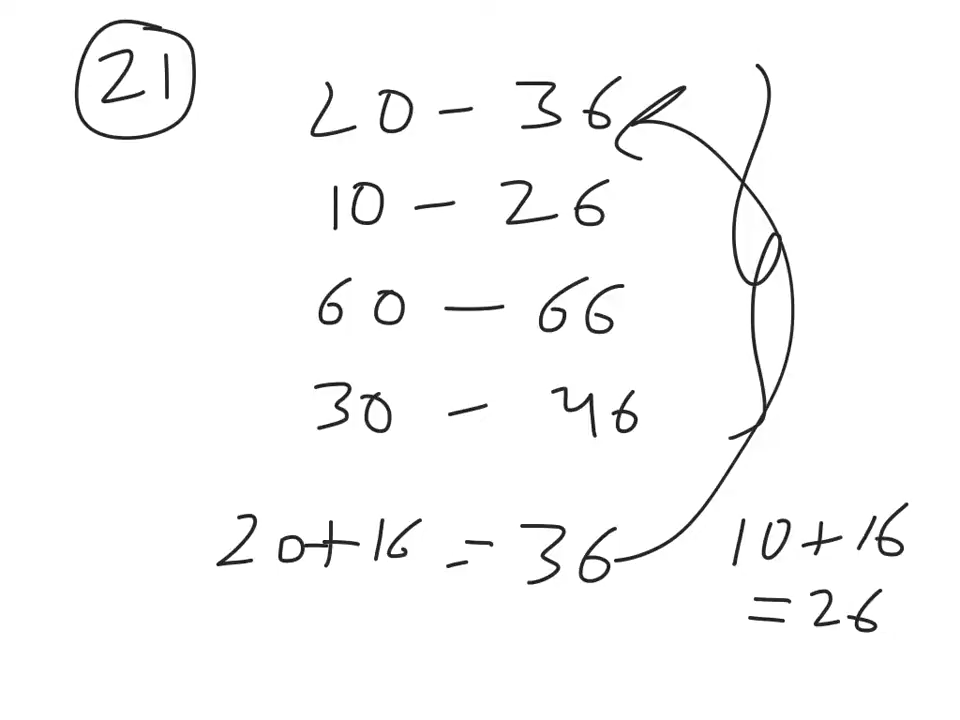 21
20 - 36
10 - 26
60 - 66
30 - 46
20+16 = 36
10+16
= 26